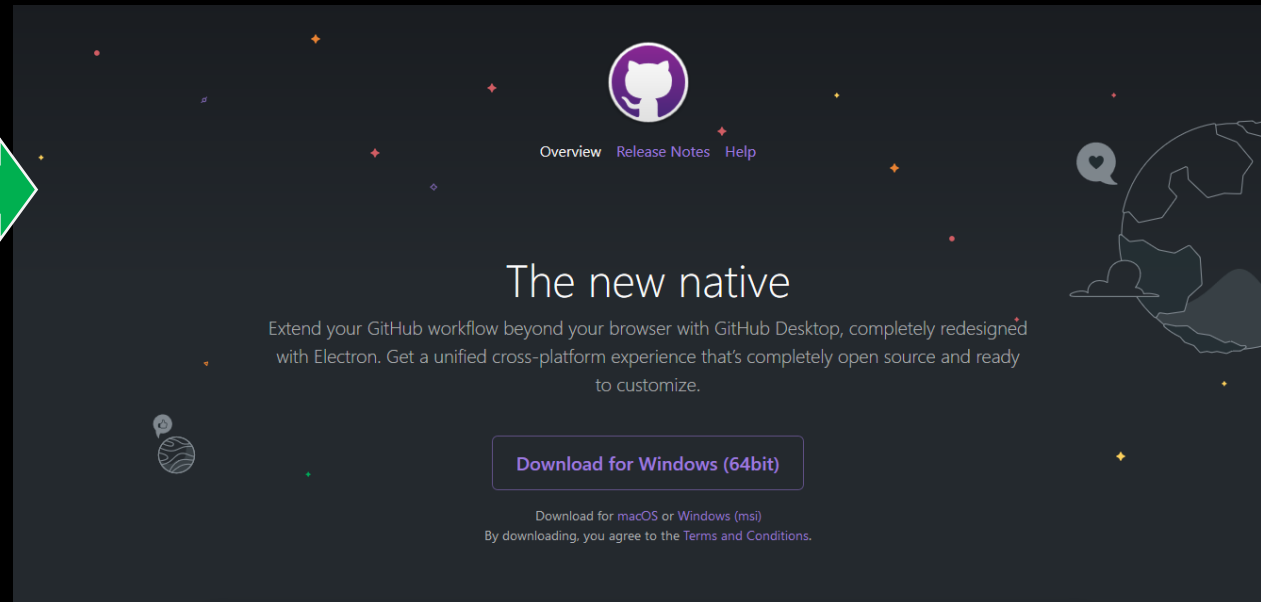 Overview Release Notes Help
The new native
Extend your GitHub workflow beyond your browser with GitHub Desktop, completely redesigned
with Electron. Get a unified cross-platform experience that's completely open source and ready
to customize.
Download for Windows (64bit)
Download for macOS or Windows (msi)
By downloading, you agree to the Terms and Conditions.